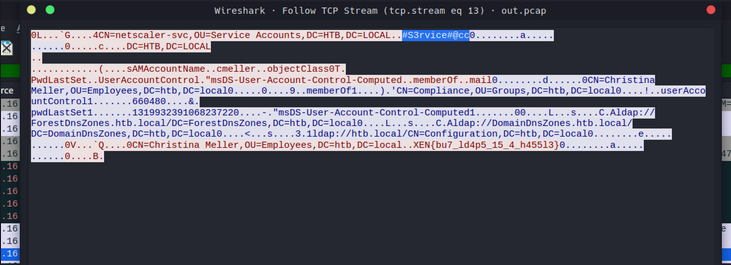 Wireshark · Follow TCP Stream (tcp.stream eq 13) · out.pcap
0L...`G....4CN=netscaler-svc,OU=Service Accounts,DC=HTB,DC=LOCAL..#S3rvice#@cc0........a.....
......0.....c....DC=HTB,DC=LOCAL
..
............(....sAMAccountName..cmeller..objectClass0T.
PwdLastSet..UserAccountControl."msDS-User-Account-Control-Computed..memberOf..mail0........d......0CN=Christina
Meller,OU=Employees,DC=htb,DC=local0.....0....9..memberOf1....).'CN=Compliance,OU=Groups,DC=htb,DC=local0....!..userAcco
untControl1.......660480....&.
pwdLastSet1.......131993239106823722 0....-."msDS-User-Account-Control-Computed1.......00....L...s....C.Aldap://
ForestDnsZones.htb.local/DC=ForestDnsZones,DC=htb,DC=local0....L...s....C.Aldap://DomainDnsZones.htb.local/
DC=DomainDnsZones,DC=htb,DC=local0....<...s....3.1ldap://htb.local/CN=Configuration,DC=htb,DC=local0........e.....
......0V...`Q....0CN=Christina Meller,OU=Employees,DC=htb,DC=local..XEN{bu7_ld4p5_15_4_h455l3}0........a.....
......0....B.
rce
.16
.16
.16
.16
.16
.16
.16
.16
.16
.16